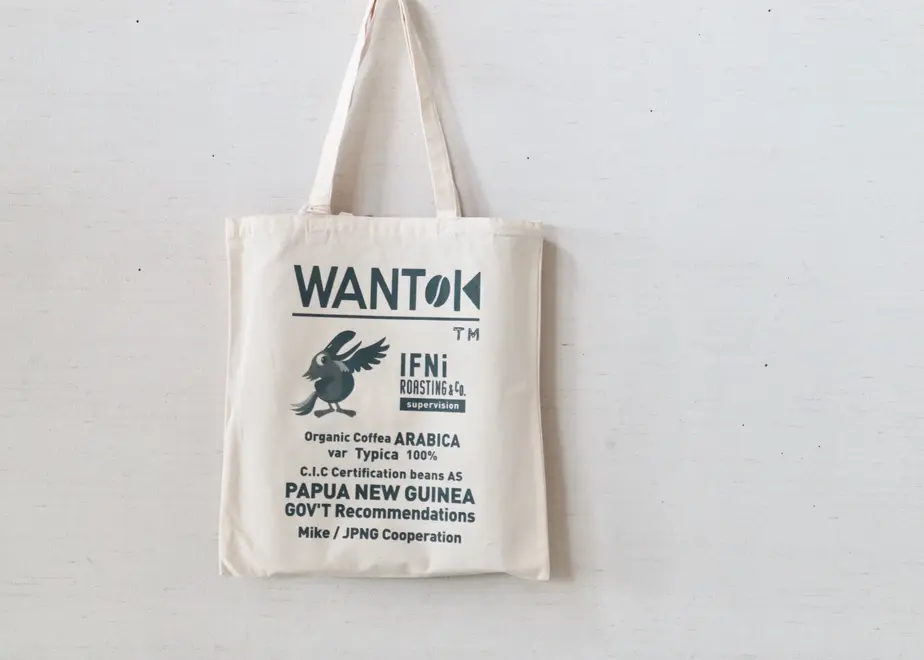 WANTOK
TM
IFNi
ROASTING & CO.
supervision
Organic Coffea ARABICA
var Typica 100%
C.I.C Certification beans AS
PAPUA NEW GUINEA
GOV'T Recommendations
Mike / JPNG Cooperation